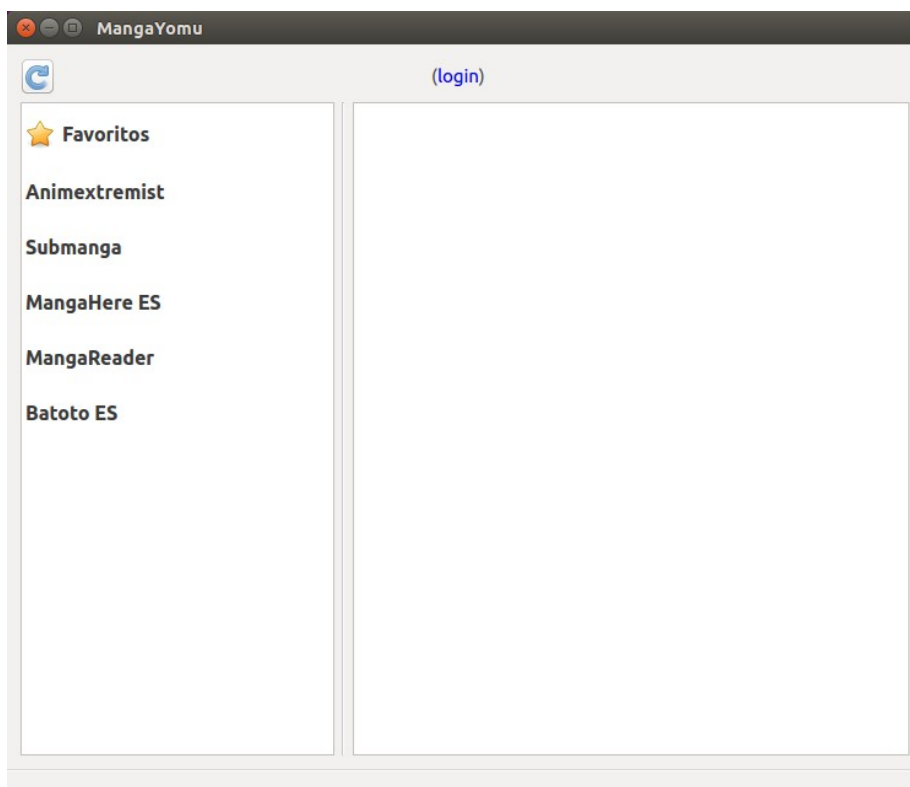 MangaYomu
(login)
Favoritos
Animextremist
Submanga
MangaHere ES
MangaReader
Batoto ES